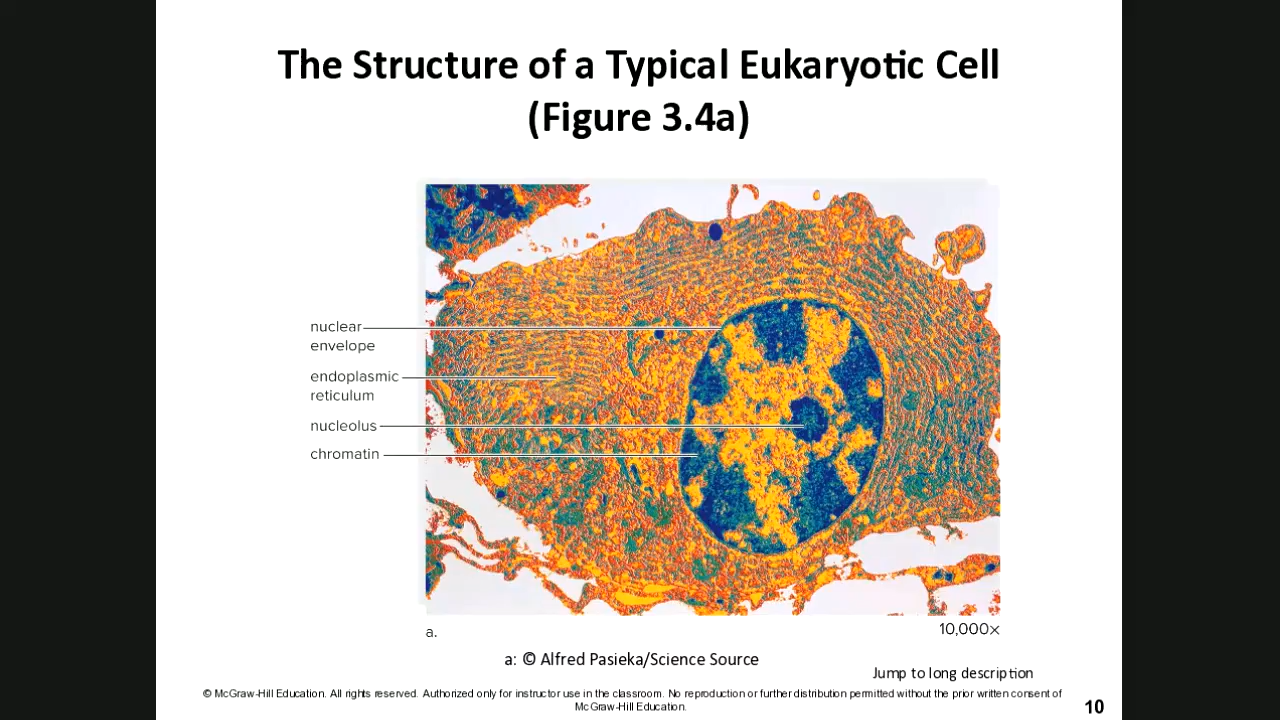 The Structure of a Typical Eukaryotic Cell
(Figure 3.4a)
nuclear
envelope
endoplasmic
reticulum
nucleolus
chromatin
a.
10,000×
a: © Alfred Pasieka/Science Source
Jump to long description
© McGraw-Hill Education. All rights reserved. Authorized only for instructor use in the classroom. No reproduction or further distribution permitted without the prior written consent of
McGraw-Hill Education.
10